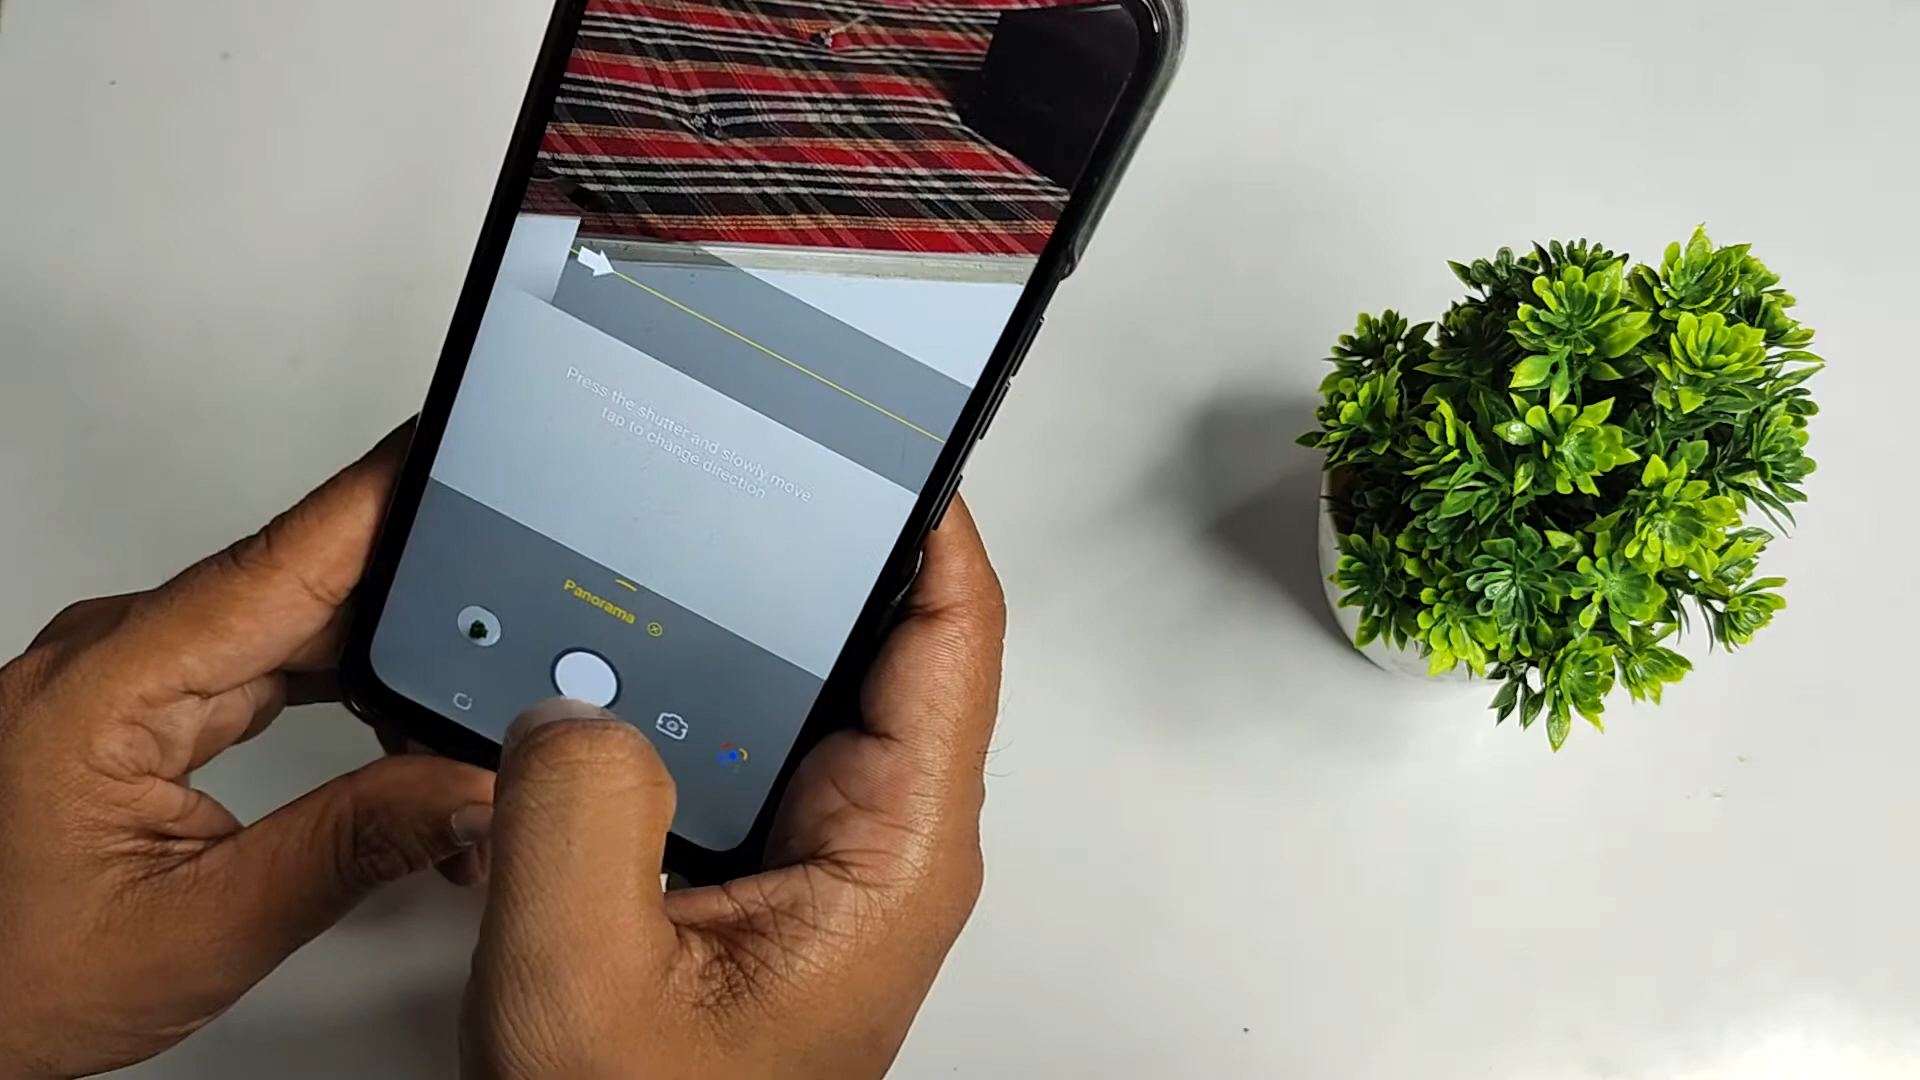 Press the shutter and slowly move
tap to change direction
Panorama